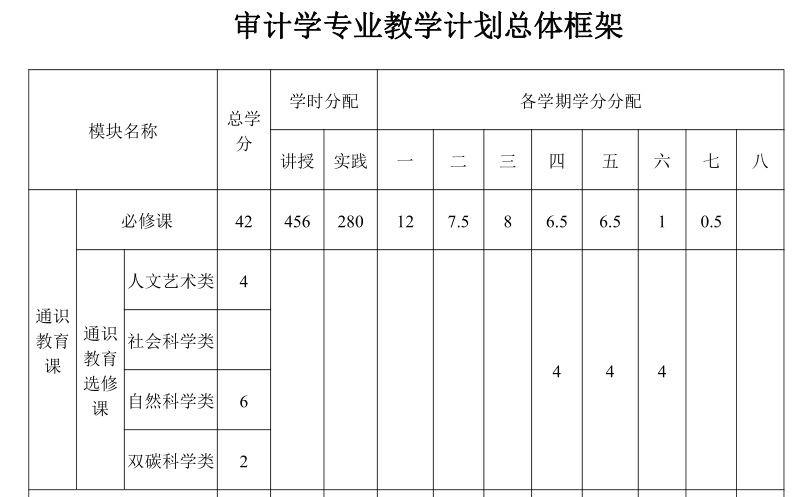 审计学专业教学计划总体框架
模块名称 总学分 学时分配 各学期学分分配
讲授 实践 一 二 三 四 五 六 七 八
通识教育课 必修课 42 456 280 12 7.5 8 6.5 6.5 1 0.5
通识教育选修课 人文艺术类 4
社会科学类
4 4 4
自然科学类 6
双碳科学类 2